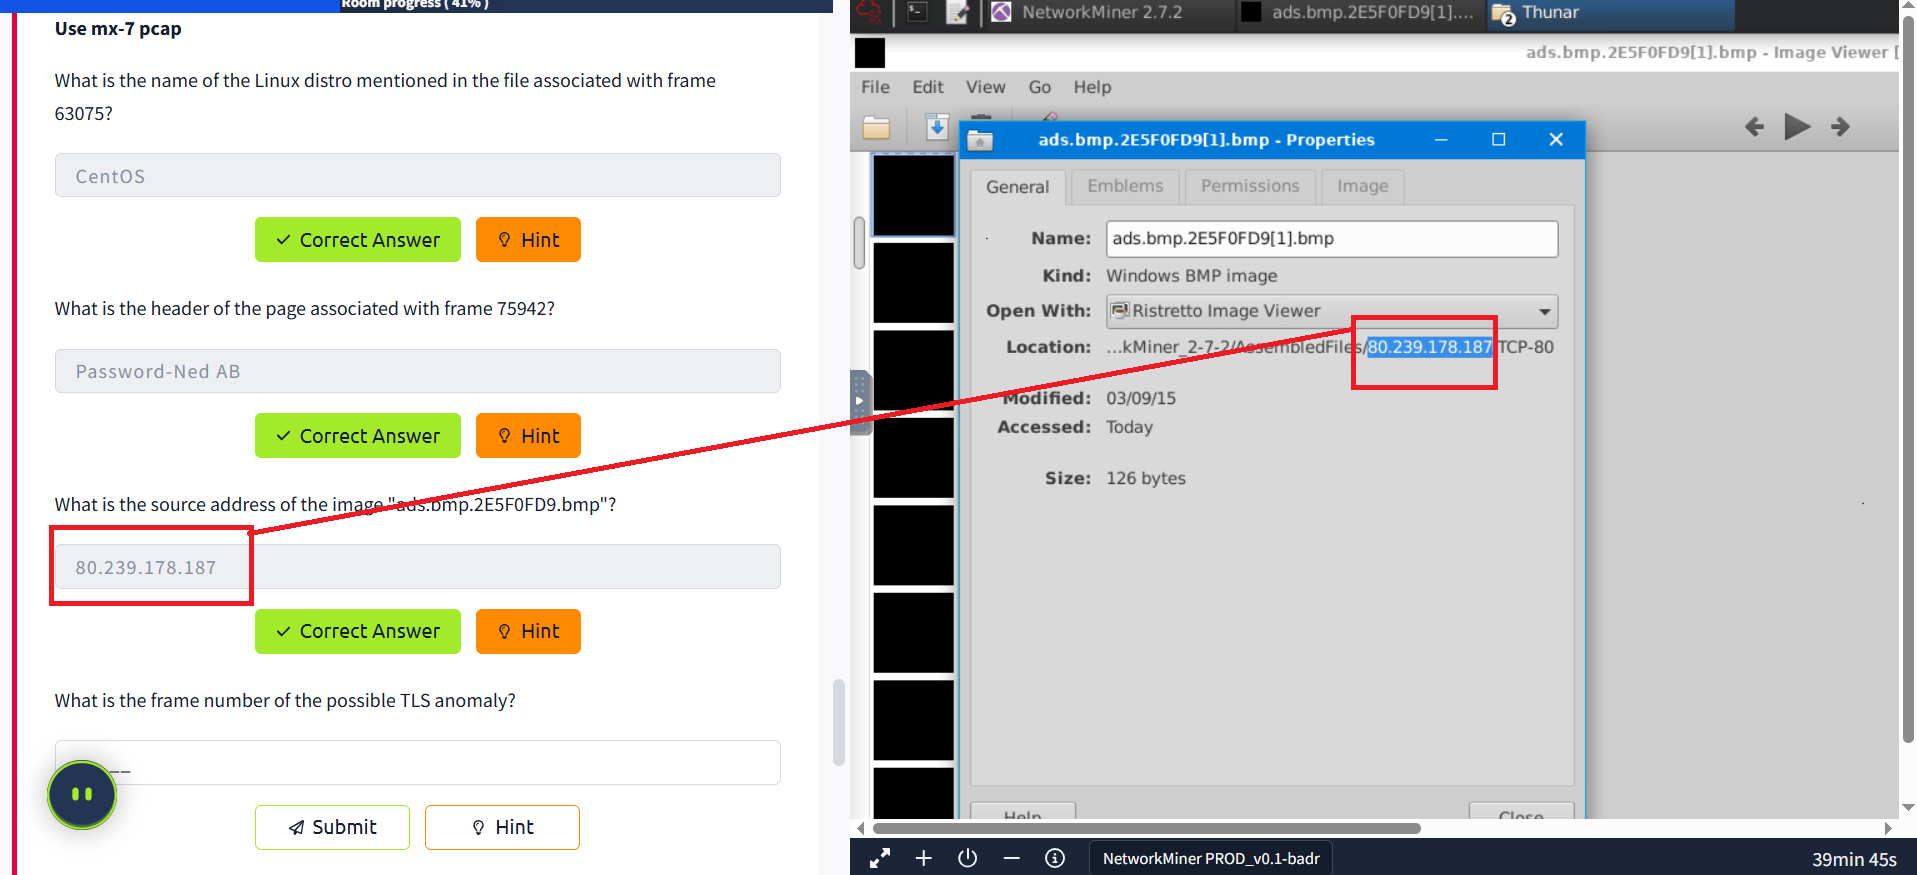 Room progress ( 41% )
Use mx-7 pcap
What is the name of the Linux distro mentioned in the file associated with frame
63075?
CentOS
Correct Answer
Hint
What is the header of the page associated with frame 75942?
Password-Ned AB
Correct Answer
Hint
What is the source address of the image "ads.bmp.2E5F0FD9.bmp"?
80.239.178.187
Correct Answer
Hint
What is the frame number of the possible TLS anomaly?
__
Submit
Hint
NetworkMiner 2.7.2
ads.bmp.2E5F0FD9[1]....
2
Thunar
ads.bmp.2E5F0FD9[1].bmp - Image Viewer [
File Edit View Go Help
ads.bmp.2E5F0FD9[1].bmp - Properties
General Emblems Permissions Image
Name: ads.bmp.2E5F0FD9[1].bmp
Kind: Windows BMP image
Open With: Ristretto Image Viewer
Location: ...kMiner_2-7-2/AssembledFiles/80.239.178.187/TCP-80
Modified: 03/09/15
Accessed: Today
Size: 126 bytes
Help
Close
NetworkMiner PROD_v0.1-badr
39min 45s